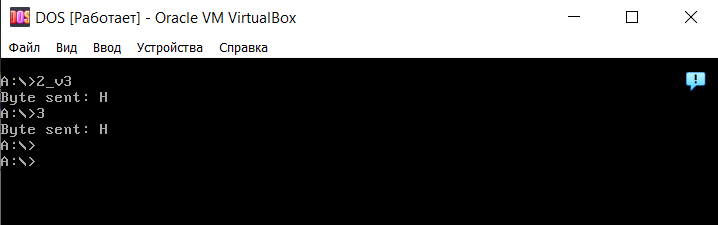 DOS [Работает] - Oracle VM VirtualBox
Файл Вид Ввод Устройства Справка
A:\>2_v3
Byte sent: H
A:\>3
Byte sent: H
A:\>
A:\>